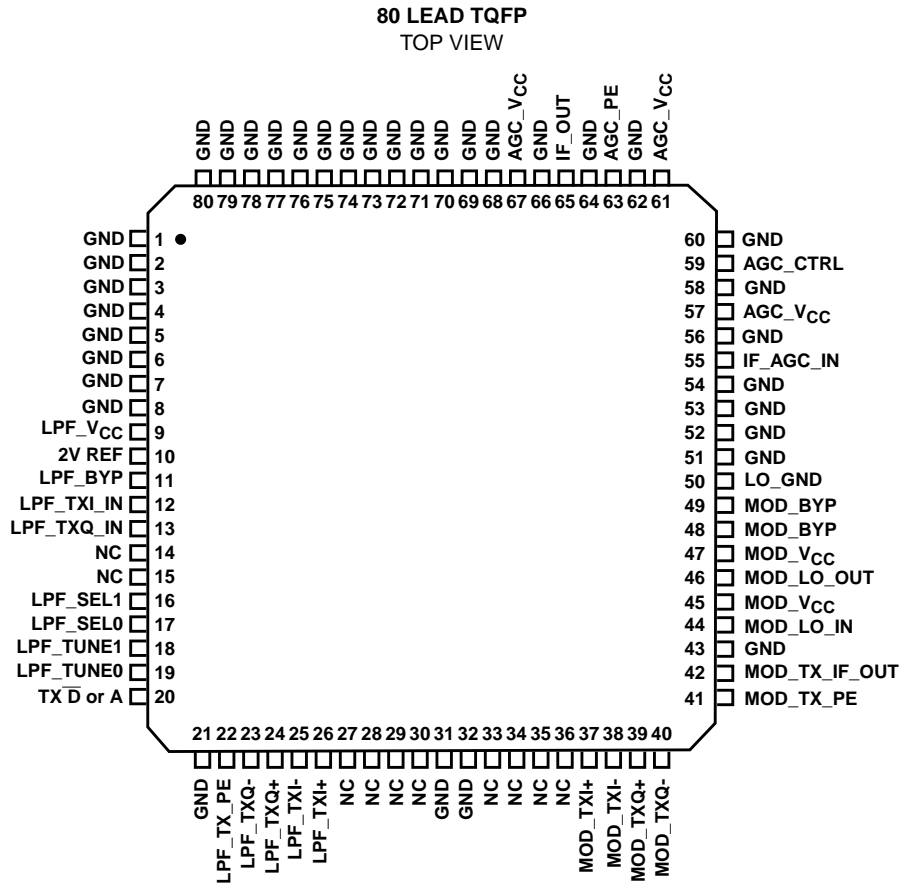 80 LEAD TQFP
TOP VIEW
GND
GND
GND
GND
GND
GND
GND
GND
GND
GND
GND
GND
GND
AGC_VCC
GND
IF_OUT
GND
AGC_PE
GND
AGC_VCC
80 79 78 77 76 75 74 73 72 71 70 69 68 67 66 65 64 63 62 61
GND 1
GND 2
GND 3
GND 4
GND 5
GND 6
GND 7
GND 8
LPF_VCC 9
2V REF 10
LPF_BYP 11
LPF_TXI_IN 12
LPF_TXQ_IN 13
NC 14
NC 15
LPF_SEL1 16
LPF_SEL0 17
LPF_TUNE1 18
LPF_TUNE0 19
TX D̅ or A 20
60 GND
59 AGC_CTRL
58 GND
57 AGC_VCC
56 GND
55 IF_AGC_IN
54 GND
53 GND
52 GND
51 GND
50 LO_GND
49 MOD_BYP
48 MOD_BYP
47 MOD_VCC
46 MOD_LO_OUT
45 MOD_VCC
44 MOD_LO_IN
43 GND
42 MOD_TX_IF_OUT
41 MOD_TX_PE
21 22 23 24 25 26 27 28 29 30 31 32 33 34 35 36 37 38 39 40
GND
LPF_TX_PE
LPF_TXQ-
LPF_TXQ+
LPF_TXI-
LPF_TXI+
NC
NC
NC
NC
GND
GND
NC
NC
NC
NC
MOD_TXI+
MOD_TXI-
MOD_TXQ+
MOD_TXQ-